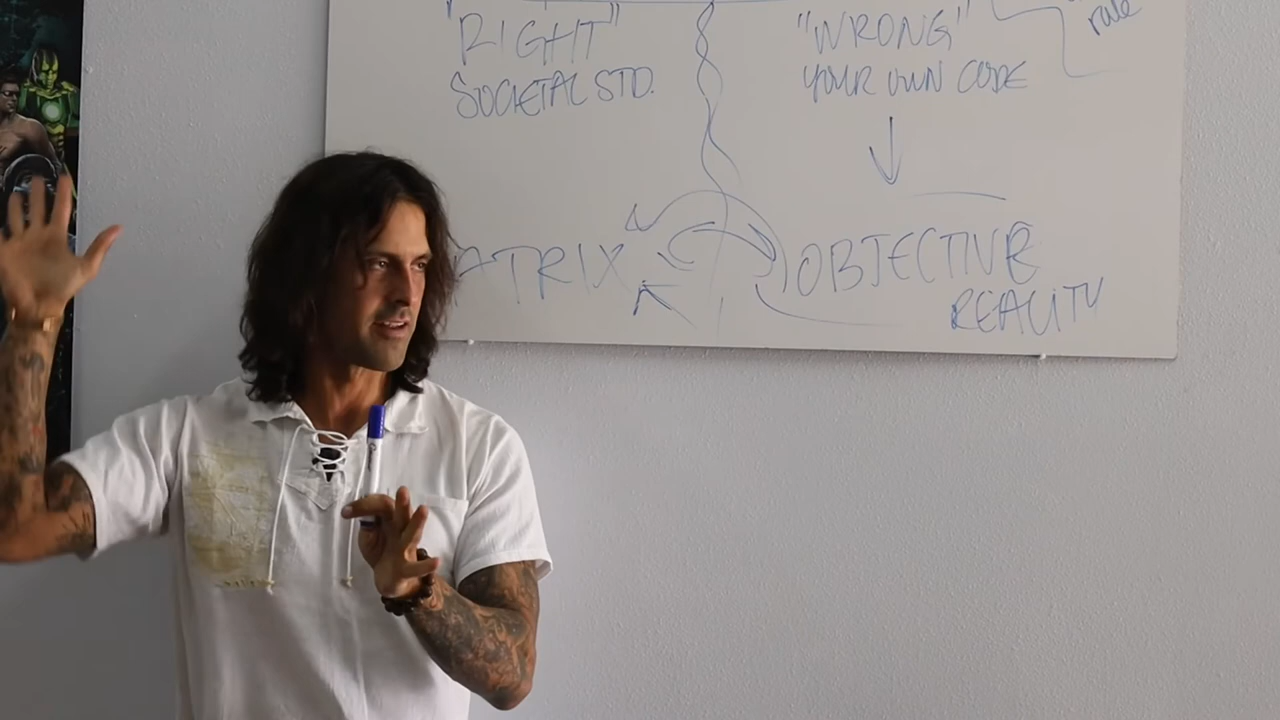 "RIGHT"
SOCIETAL STD.
"WRONG"
YOUR OWN CODE
rule
ATRIX
OBJECTIVE
REALITY